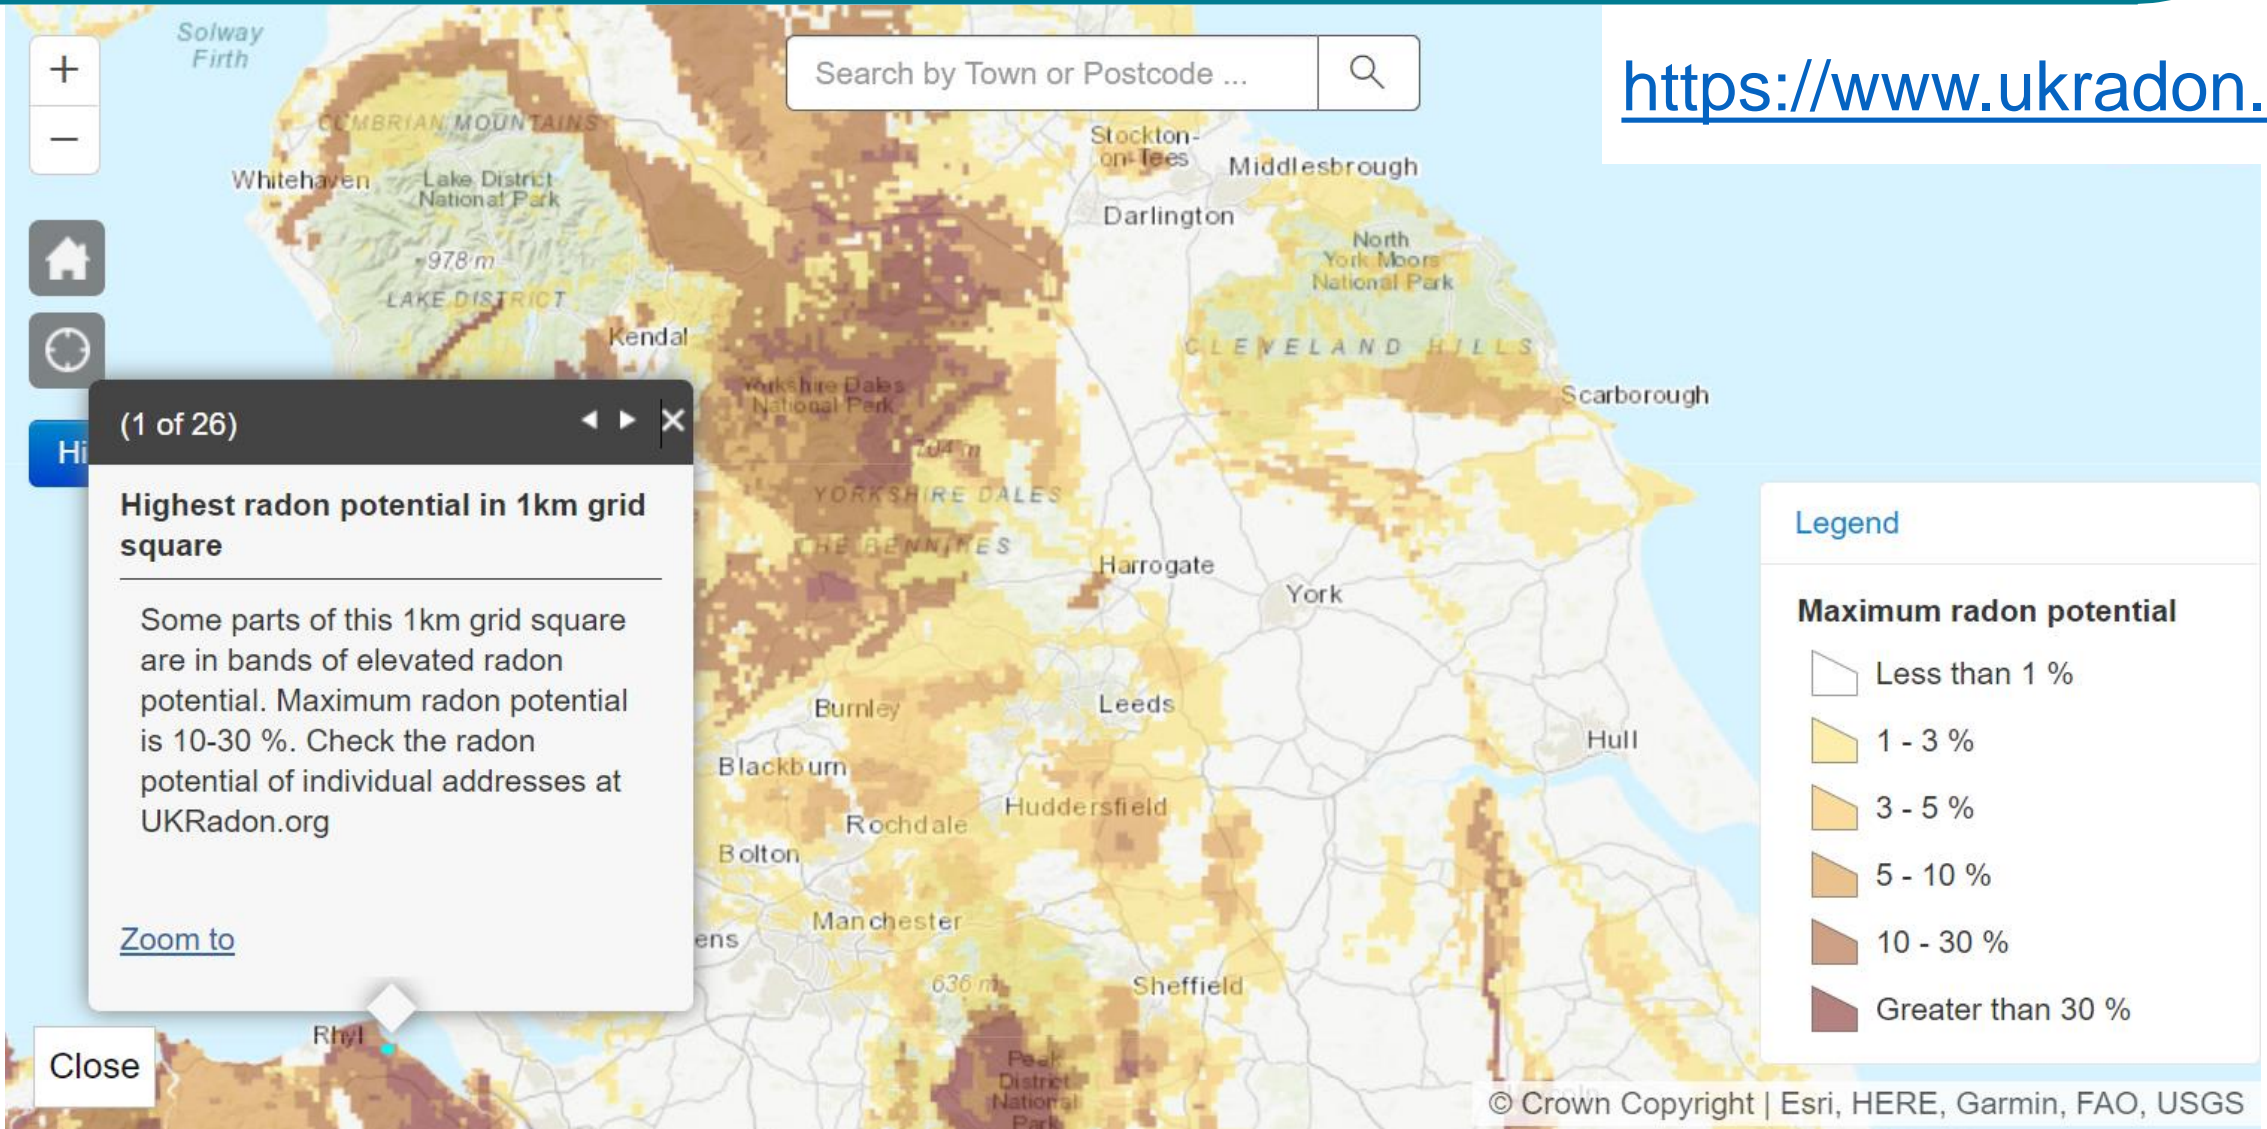 Solway
Firth
+
−
Search by Town or Postcode ...
https://www.ukradon.
CUMBRIAN MOUNTAINS
Stockton-
on-Tees
Middlesbrough
Whitehaven
Lake District
National Park
Darlington
978 m
North
York Moors
National Park
LAKE DISTRICT
Kendal
CLEVELAND HILLS
Yorkshire Dales
National Park
Scarborough
(1 of 26)
Hi
704 m
Highest radon potential in 1km grid
square
YORKSHIRE DALES
THE PENNINES
Harrogate
York
Some parts of this 1km grid square
are in bands of elevated radon
potential. Maximum radon potential
is 10-30 %. Check the radon
potential of individual addresses at
UKRadon.org
Zoom to
Burnley
Leeds
Hull
Blackburn
Huddersfield
Rochdale
Bolton
Manchester
ens
636 m
Sheffield
Rhyl
Close
Peak
District
National
Park
Legend
Maximum radon potential
Less than 1 %
1 - 3 %
3 - 5 %
5 - 10 %
10 - 30 %
Greater than 30 %
© Crown Copyright | Esri, HERE, Garmin, FAO, USGS